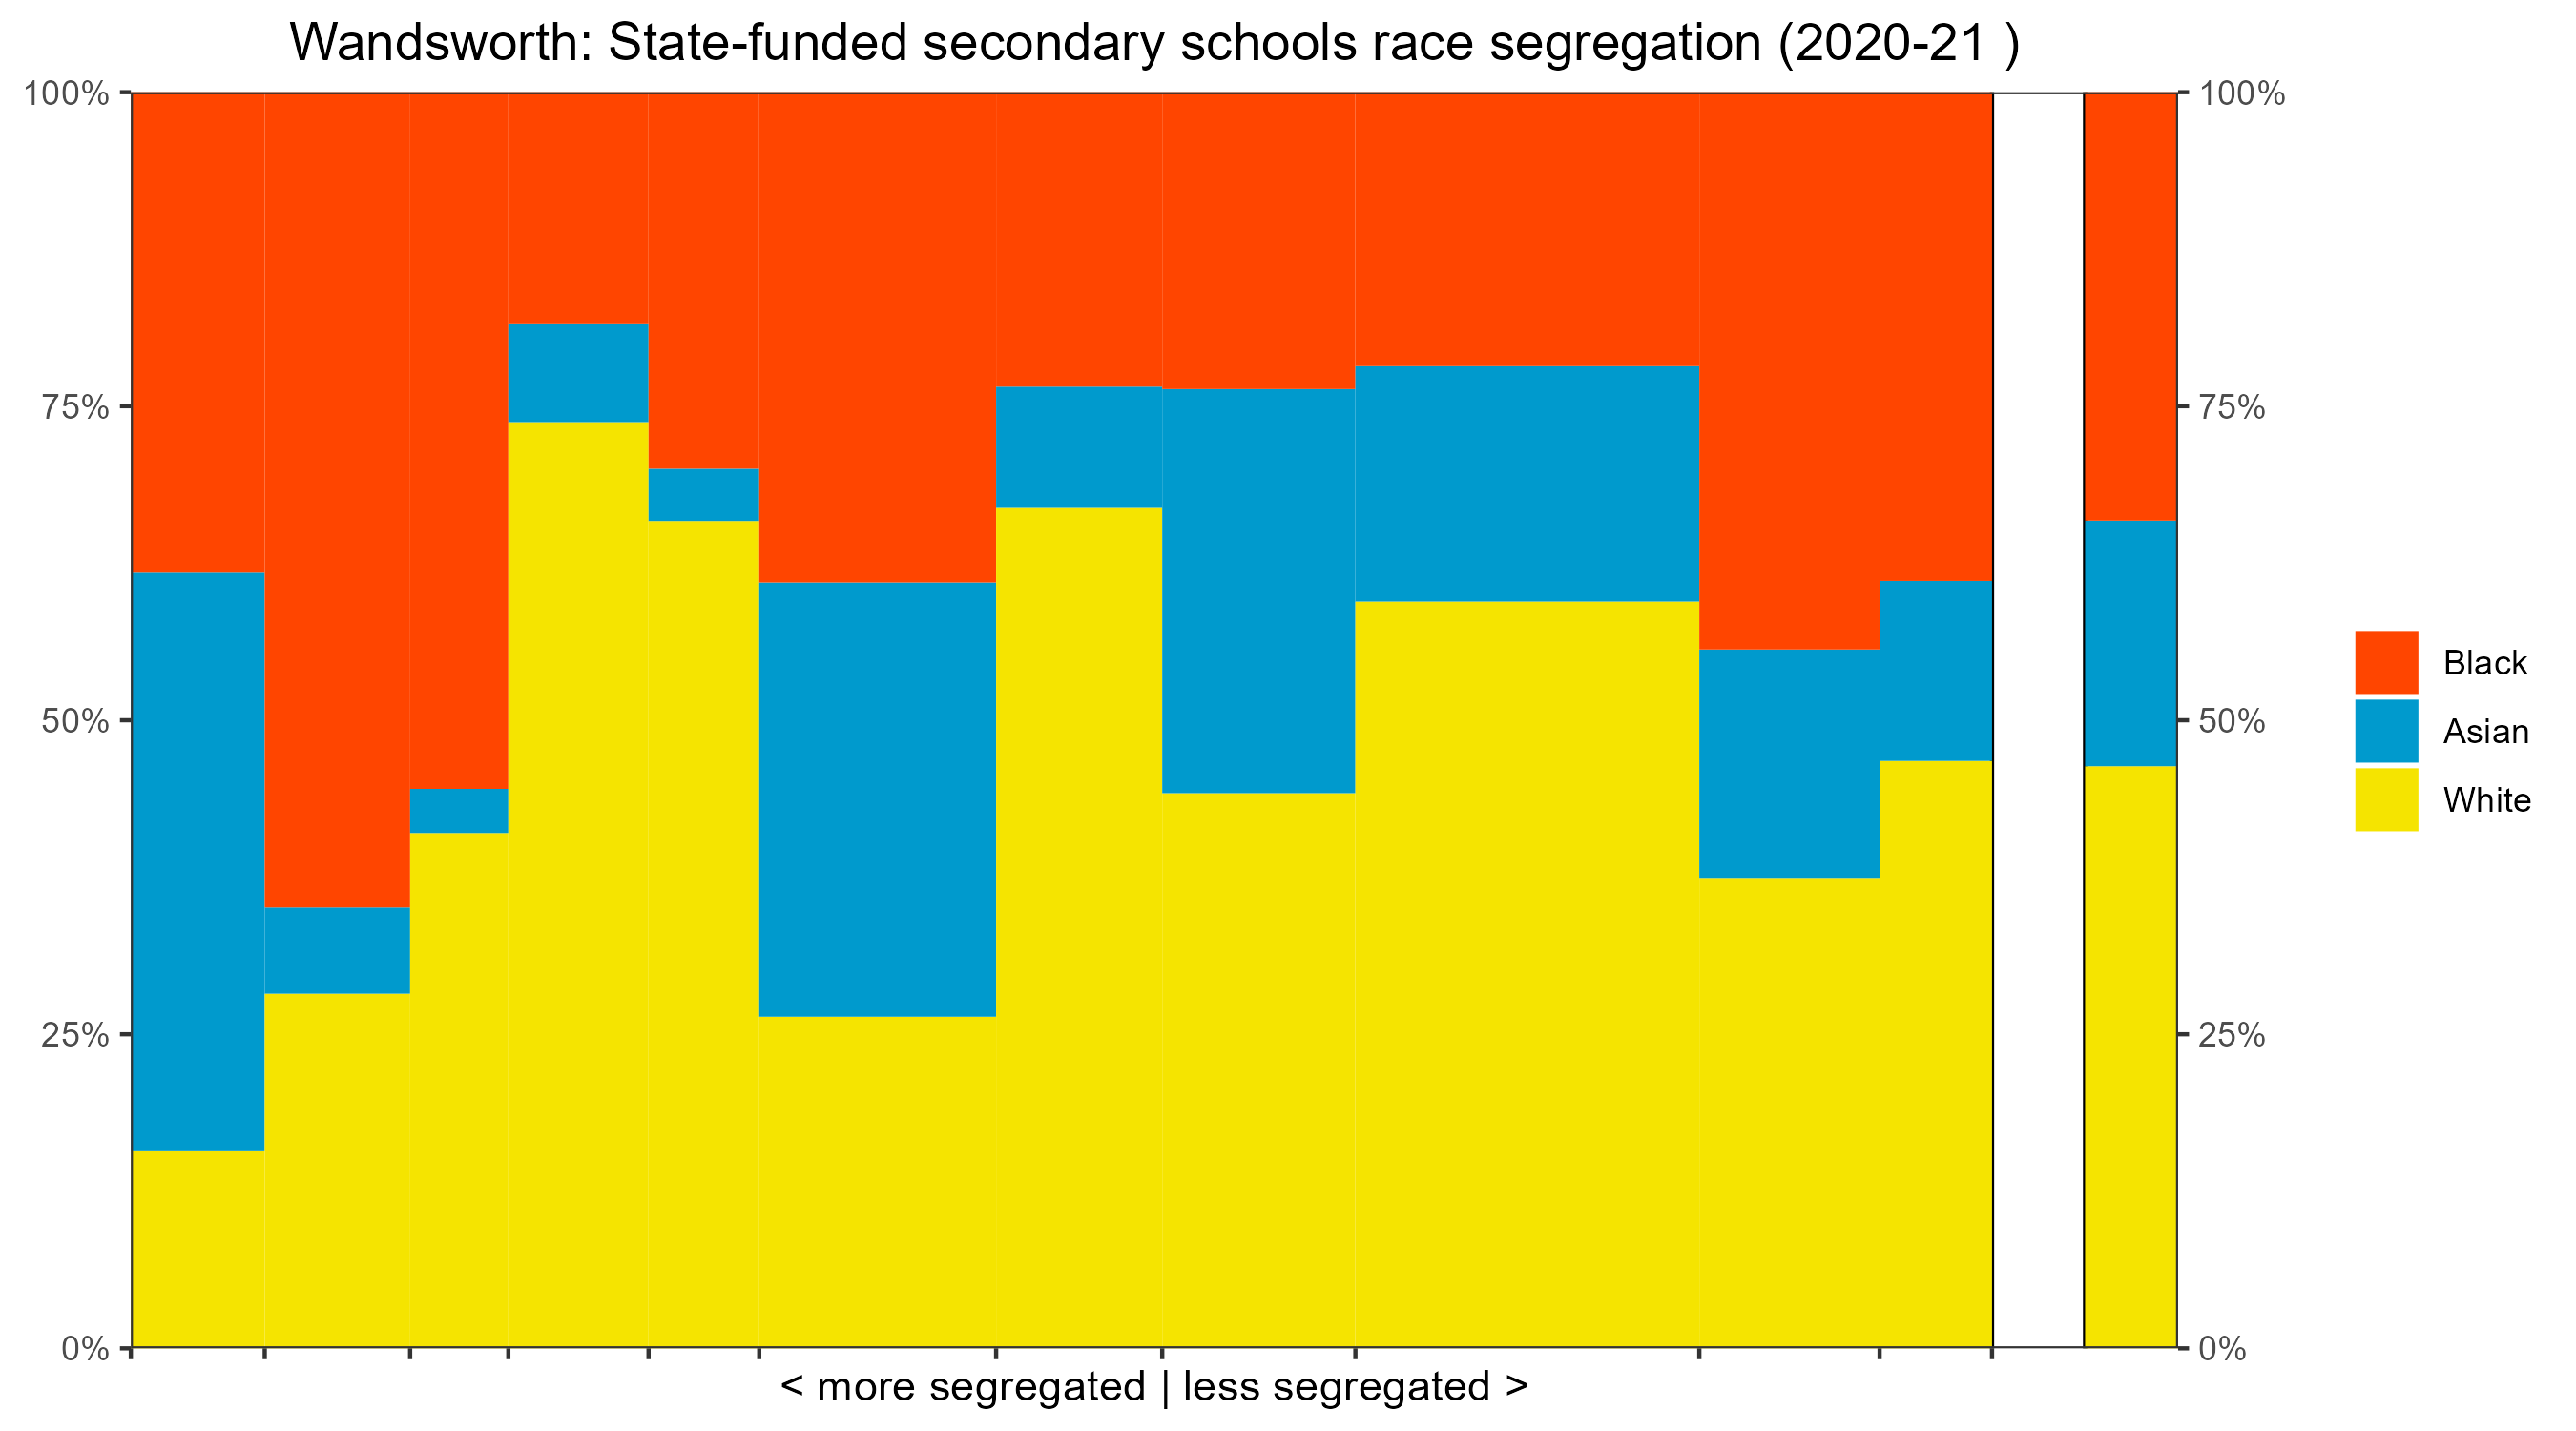 Wandsworth: State-funded secondary schools race segregation (2020-21 )
100%
75%
50%
25%
0%
100%
75%
50%
25%
0%
Black
Asian
White
< more segregated | less segregated >